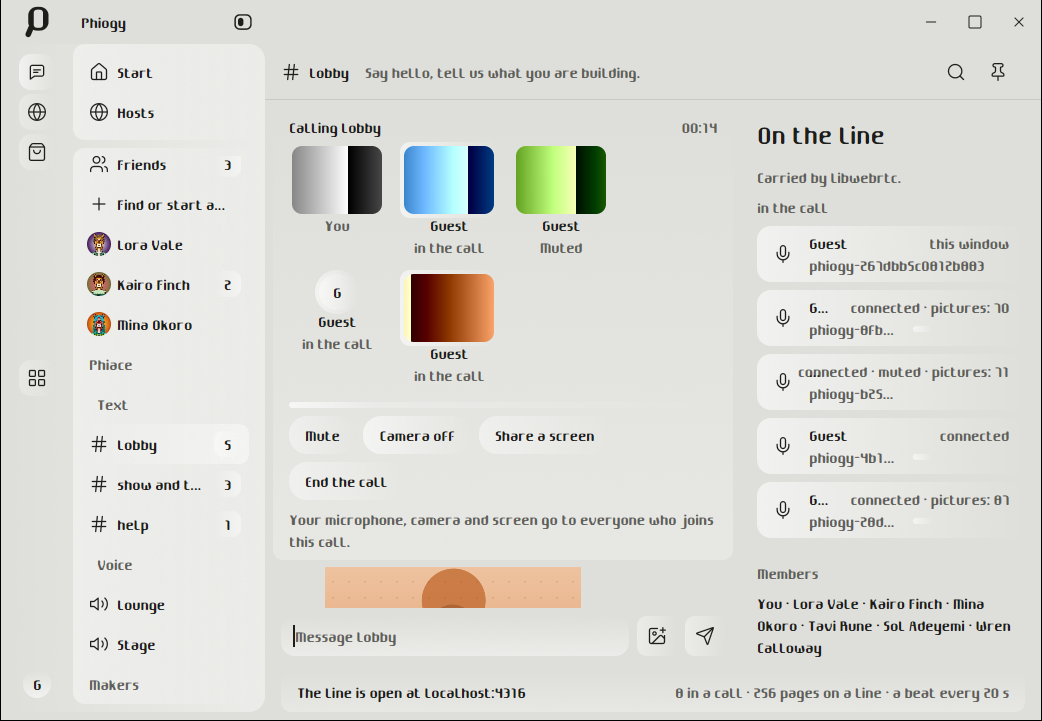 Phiogy
Start
Hosts
Friends 3
Find or start a...
Lora Vale
Kairo Finch 2
Mina Okoro
Phiace
Text
# Lobby 5
# show and t... 3
# help 1
Voice
Lounge
Stage
Makers
G
# Lobby Say hello, tell us what you are building.
Calling Lobby 00:14
You
Guest
in the call
Guest
Muted
G
Guest
in the call
Guest
in the call
Mute
Camera off
Share a screen
End the call
Your microphone, camera and screen go to everyone who joins
this call.
Message Lobby
On the line
Carried by libwebrtc.
in the call
Guest this window
phiogy-267dbb5c0812b003
G... connected · pictures: 70
phiogy-0fb...
connected · muted · pictures: 71
phiogy-b25...
Guest connected
phiogy-4b1...
G... connected · pictures: 81
phiogy-20d...
Members
You · Lora Vale · Kairo Finch · Mina
Okoro · Tavi Rune · Sol Adeyemi · Wren
Calloway
The Line is open at localhost:4316
0 in a call · 256 pages on a line · a beat every 20 s